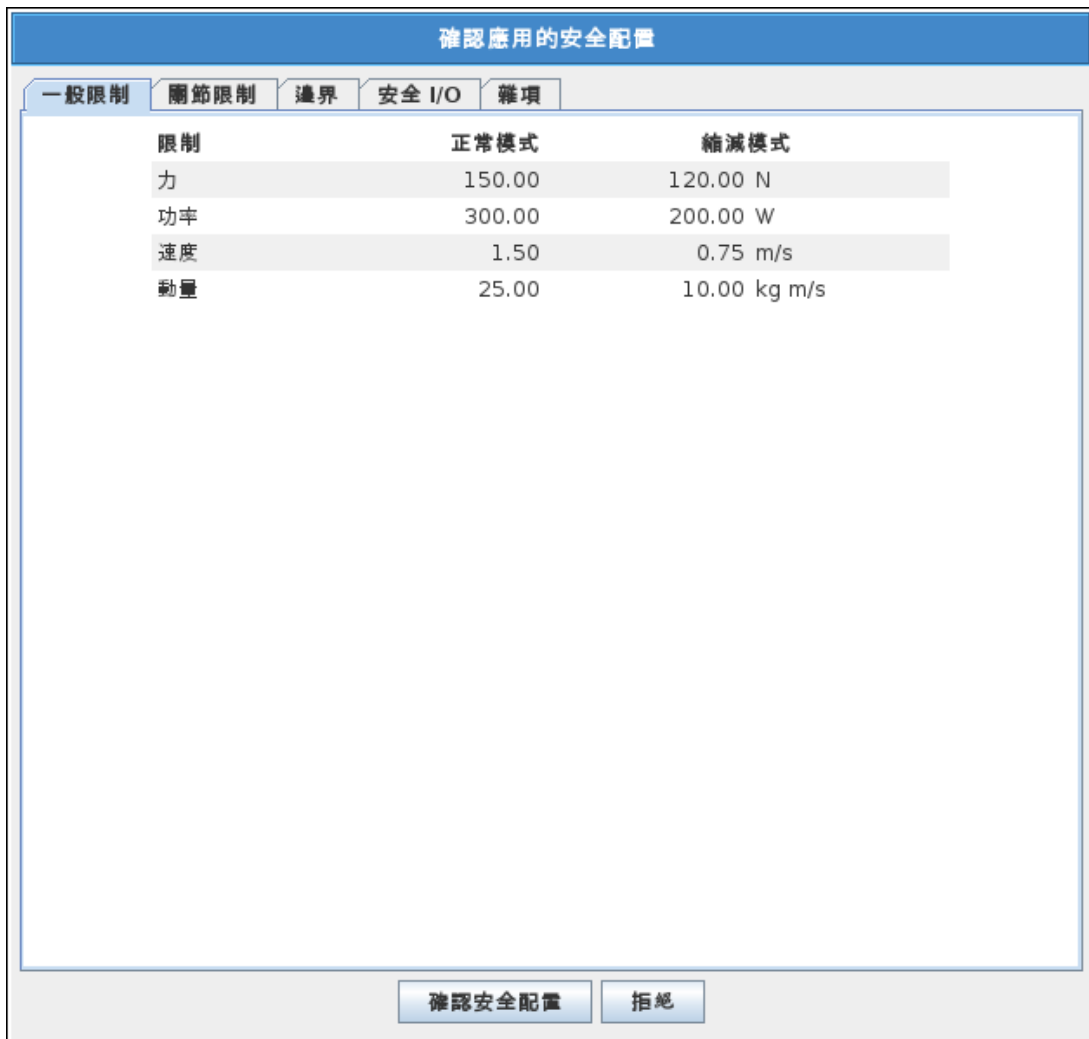 確認應用的安全配置
一般限制 關節限制 邊界 安全 I/O 雜項
限制 正常模式 縮減模式
力 150.00 120.00 N
功率 300.00 200.00 W
速度 1.50 0.75 m/s
動量 25.00 10.00 kg m/s
確認安全配置 拒絕